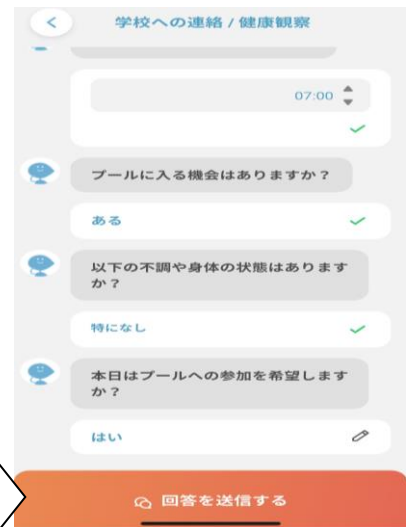 学校への連絡 / 健康観察
07:00
プールに入る機会はありますか？
ある
以下の不調や身体の状態はあります
か？
特になし
本日はプールへの参加を希望します
か？
はい
回答を送信する